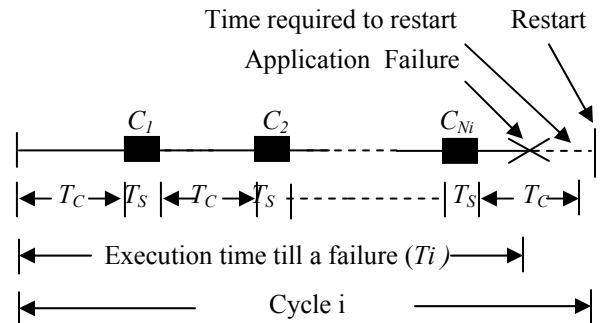 Time required to restart Restart
Application Failure
C1 C2 CNi
TC TS TC TS TS TC
Execution time till a failure (Ti )
Cycle i